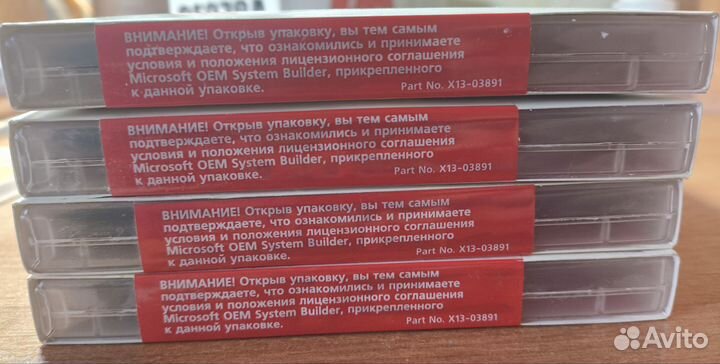 ВНИМАНИЕ! Открыв упаковку, вы тем самым
подтверждаете, что ознакомились и принимаете
условия и положения лицензионного соглашения
Microsoft OEM System Builder, прикрепленного
к данной упаковке.
Part No. X13-03891
ВНИМАНИЕ! Открыв упаковку, вы тем самым
подтверждаете, что ознакомились и принимаете
условия и положения лицензионного соглашения
Microsoft OEM System Builder, прикрепленного
к данной упаковке.
Part No. X13-03891
ВНИМАНИЕ! Открыв упаковку, вы тем самым
подтверждаете, что ознакомились и принимаете
условия и положения лицензионного соглашения
Microsoft OEM System Builder, прикрепленного
к данной упаковке.
Part No. X13-03891
ВНИМАНИЕ! Открыв упаковку, вы тем самым
подтверждаете, что ознакомились и принимаете
условия и положения лицензионного соглашения
Microsoft OEM System Builder, прикрепленного
к данной упаковке.
Part No. X13-03891
Avito